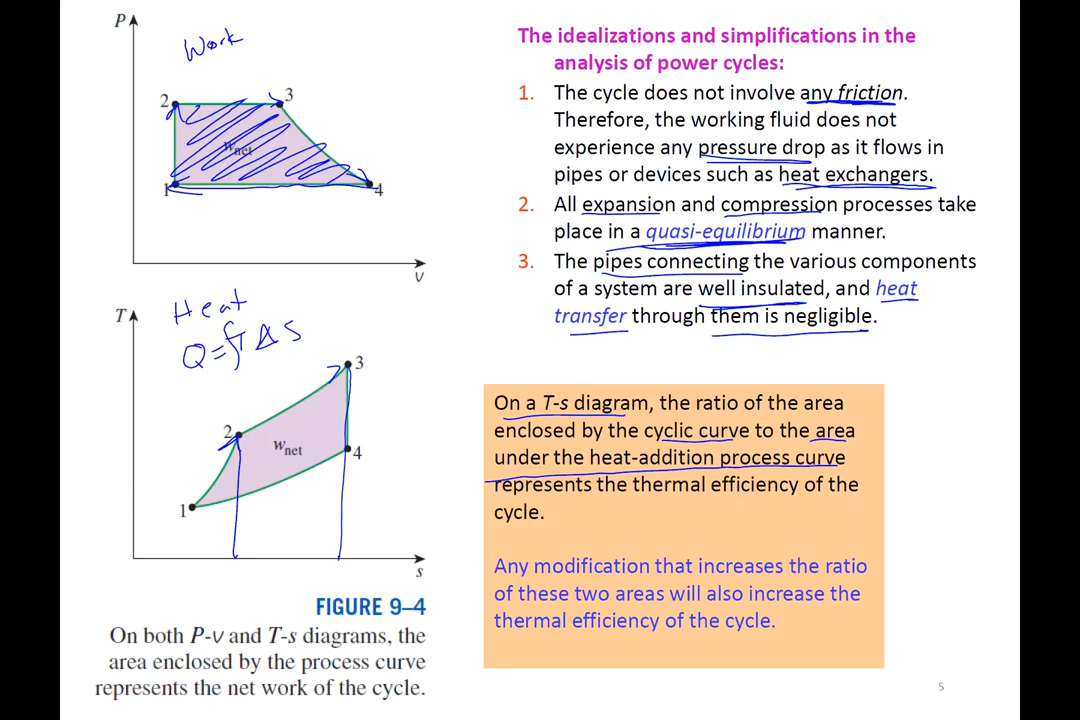 P
Work
2
3
wnet
1
4
v
T
Heat
Q=∮TΔS
3
2
wnet
4
1
s
FIGURE 9–4
On both P-v and T-s diagrams, the
area enclosed by the process curve
represents the net work of the cycle.
The idealizations and simplifications in the
analysis of power cycles:
1. The cycle does not involve any friction.
Therefore, the working fluid does not
experience any pressure drop as it flows in
pipes or devices such as heat exchangers.
2. All expansion and compression processes take
place in a quasi-equilibrium manner.
3. The pipes connecting the various components
of a system are well insulated, and heat
transfer through them is negligible.
On a T-s diagram, the ratio of the area
enclosed by the cyclic curve to the area
under the heat-addition process curve
represents the thermal efficiency of the
cycle.
Any modification that increases the ratio
of these two areas will also increase the
thermal efficiency of the cycle.
5